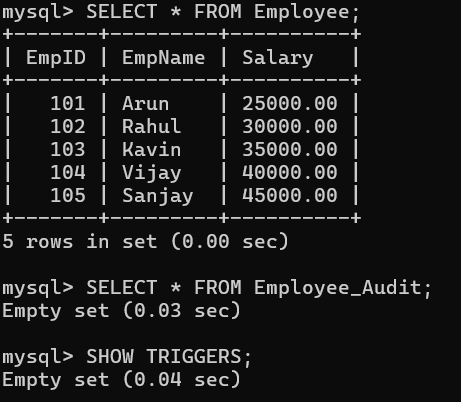 mysql> SELECT * FROM Employee;
+-------+---------+----------+
| EmpID | EmpName | Salary   |
+-------+---------+----------+
|   101 | Arun    | 25000.00 |
|   102 | Rahul   | 30000.00 |
|   103 | Kavin   | 35000.00 |
|   104 | Vijay   | 40000.00 |
|   105 | Sanjay  | 45000.00 |
+-------+---------+----------+
5 rows in set (0.00 sec)
mysql> SELECT * FROM Employee_Audit;
Empty set (0.03 sec)
mysql> SHOW TRIGGERS;
Empty set (0.04 sec)